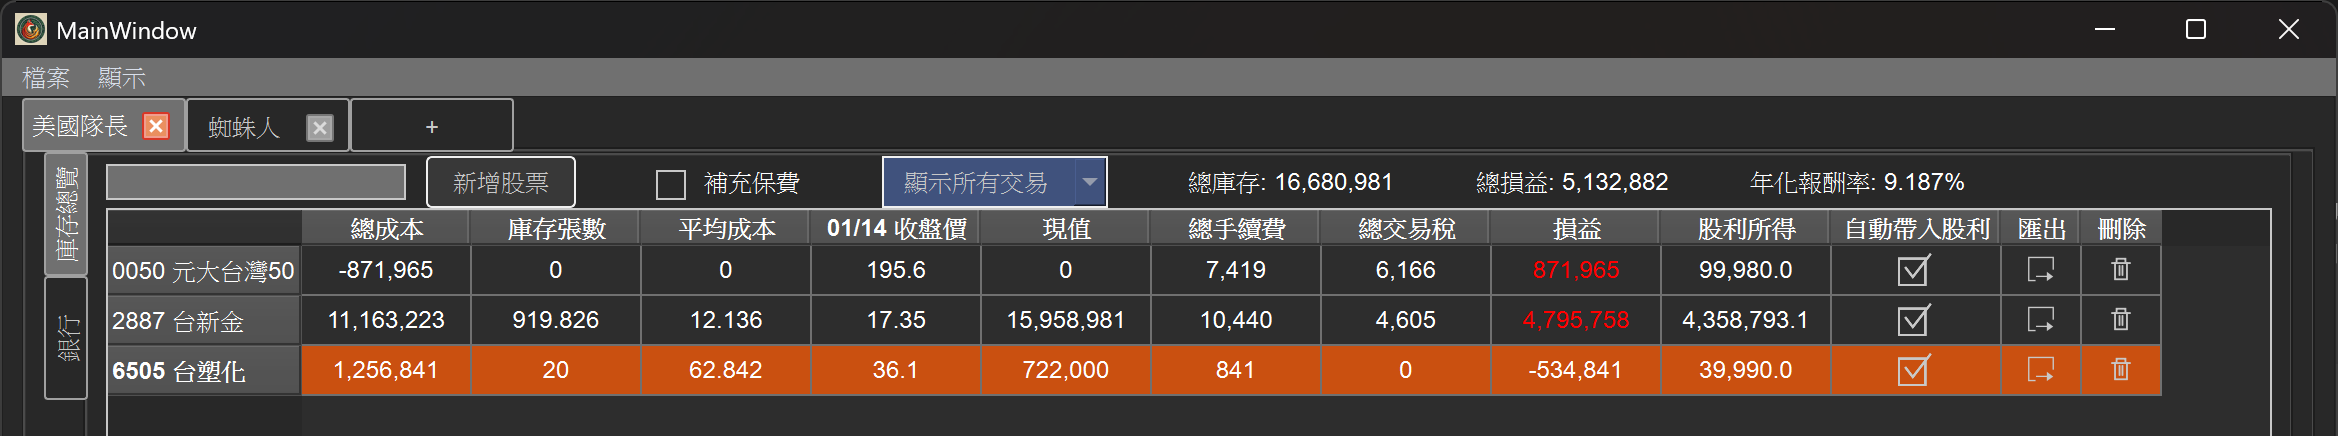 MainWindow
檔案 顯示
美國隊長 蜘蛛人 +
庫存總覽
銀行
新增股票 補充保費 顯示所有交易 總庫存: 16,680,981 總損益: 5,132,882 年化報酬率: 9.187%
總成本 庫存張數 平均成本 01/14 收盤價 現值 總手續費 總交易稅 損益 股利所得 自動帶入股利 匯出 刪除
0050 元大台灣50 -871,965 0 0 195.6 0 7,419 6,166 871,965 99,980.0
2887 台新金 11,163,223 919.826 12.136 17.35 15,958,981 10,440 4,605 4,795,758 4,358,793.1
6505 台塑化 1,256,841 20 62.842 36.1 722,000 841 0 -534,841 39,990.0